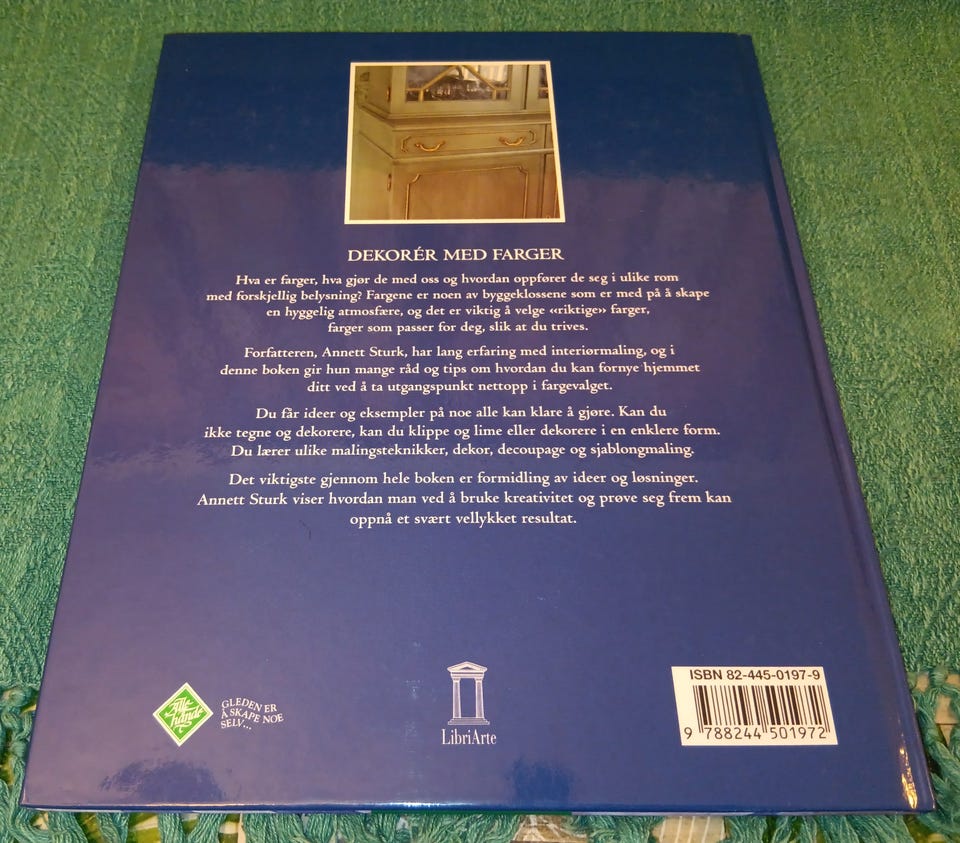 DEKORÉR MED FARGER
Hva er farger, hva gjør de med oss og hvordan oppfører de seg i ulike rom
med forskjellig belysning? Fargene er noen av byggeklossene som er med på å skape
en hyggelig atmosfære, og det er viktig å velge «riktige» farger,
farger som passer for deg, slik at du trives.
Forfatteren, Annett Sturk, har lang erfaring med interiørmaling, og i
denne boken gir hun mange råd og tips om hvordan du kan fornye hjemmet
ditt ved å ta utgangspunkt nettopp i fargevalget.
Du får ideer og eksempler på noe alle kan klare å gjøre. Kan du
ikke tegne og dekorere, kan du klippe og lime eller dekorere i en enklere form.
Du lærer ulike malingsteknikker, dekor, decoupage og sjablongmaling.
Det viktigste gjennom hele boken er formidling av ideer og løsninger.
Annett Sturk viser hvordan man ved å bruke kreativitet og prøve seg frem kan
oppnå et svært vellykket resultat.
Alle
hånde
GLEDEN ER
Å SKAPE NOE
SELV...
LibriArte
ISBN 82-445-0197-9
9 788244 501972